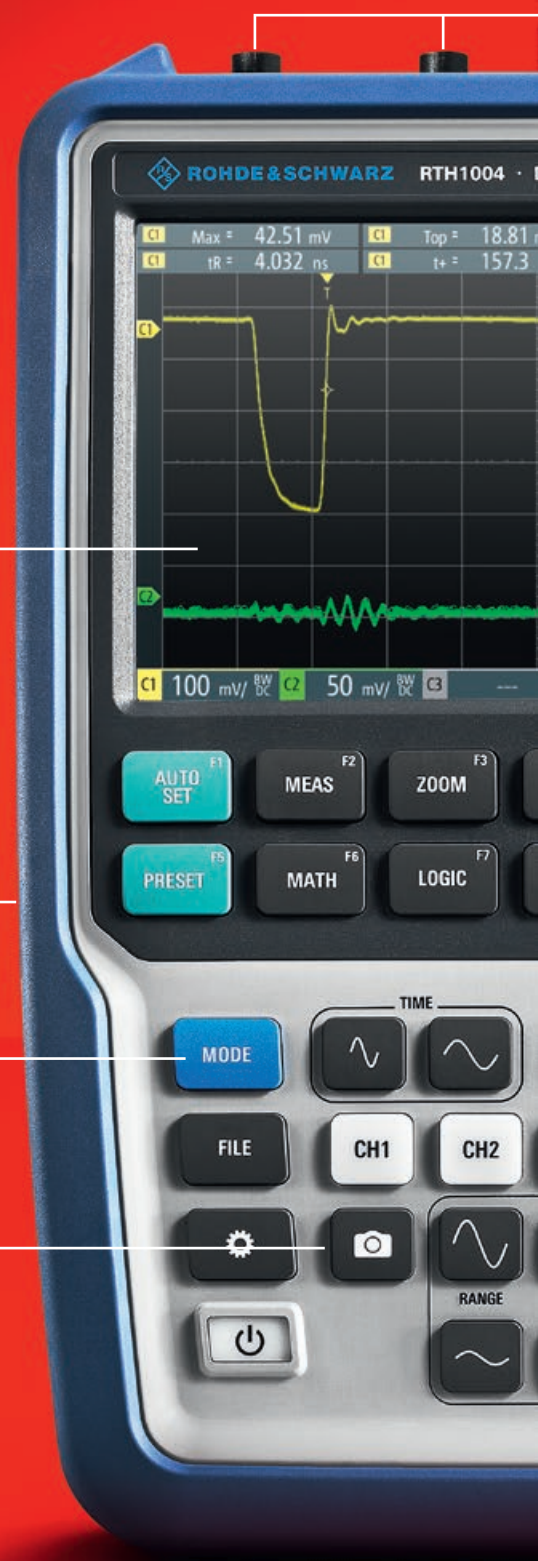 ROHDE&SCHWARZ RTH1004 ·
C1 Max = 42.51 mV C1 Top = 18.81
C1 tR = 4.032 ns C1 t+ = 157.3
T
C1
C2
C1 100 mV/ BW DC C2 50 mV/ BW DC C3 ---
AUTO SET F1
MEAS F2
ZOOM F3
PRESET F5
MATH F6
LOGIC F7
TIME
MODE
FILE
CH1
CH2
RANGE